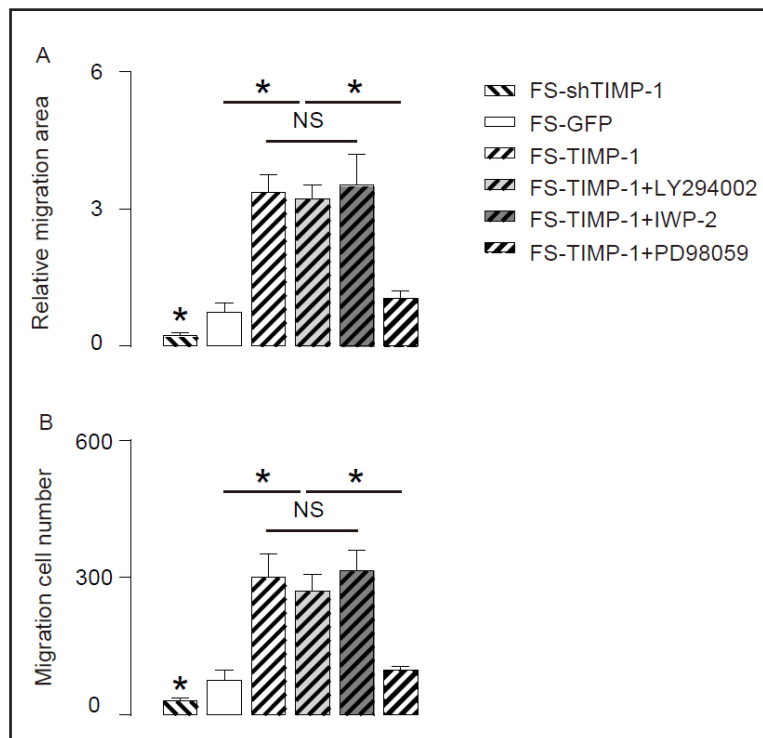 A
Relative migration area
6
3
0
*
*
*
NS
FS-shTIMP-1
FS-GFP
FS-TIMP-1
FS-TIMP-1+LY294002
FS-TIMP-1+IWP-2
FS-TIMP-1+PD98059
B
Migration cell number
600
300
0
*
*
*
NS